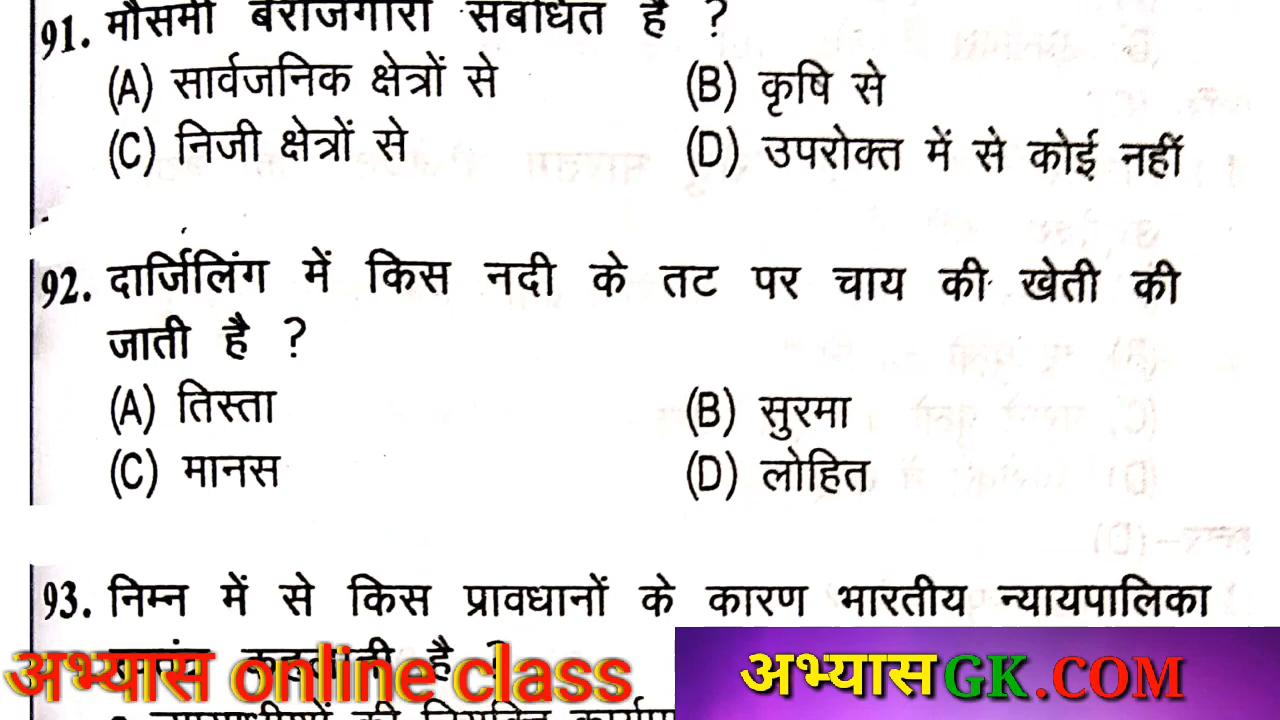 91. मौसमी बेरोजगारी संबंधित है ?
(A) सार्वजनिक क्षेत्रों से (B) कृषि से
(C) निजी क्षेत्रों से (D) उपरोक्त में से कोई नहीं
92. दार्जिलिंग में किस नदी के तट पर चाय की खेती की
जाती है ?
(A) तिस्ता (B) सुरमा
(C) मानस (D) लोहित
93. निम्न में से किस प्रावधानों के कारण भारतीय न्यायपालिका
है ?
अभ्यास online class अभ्यास GK.COM